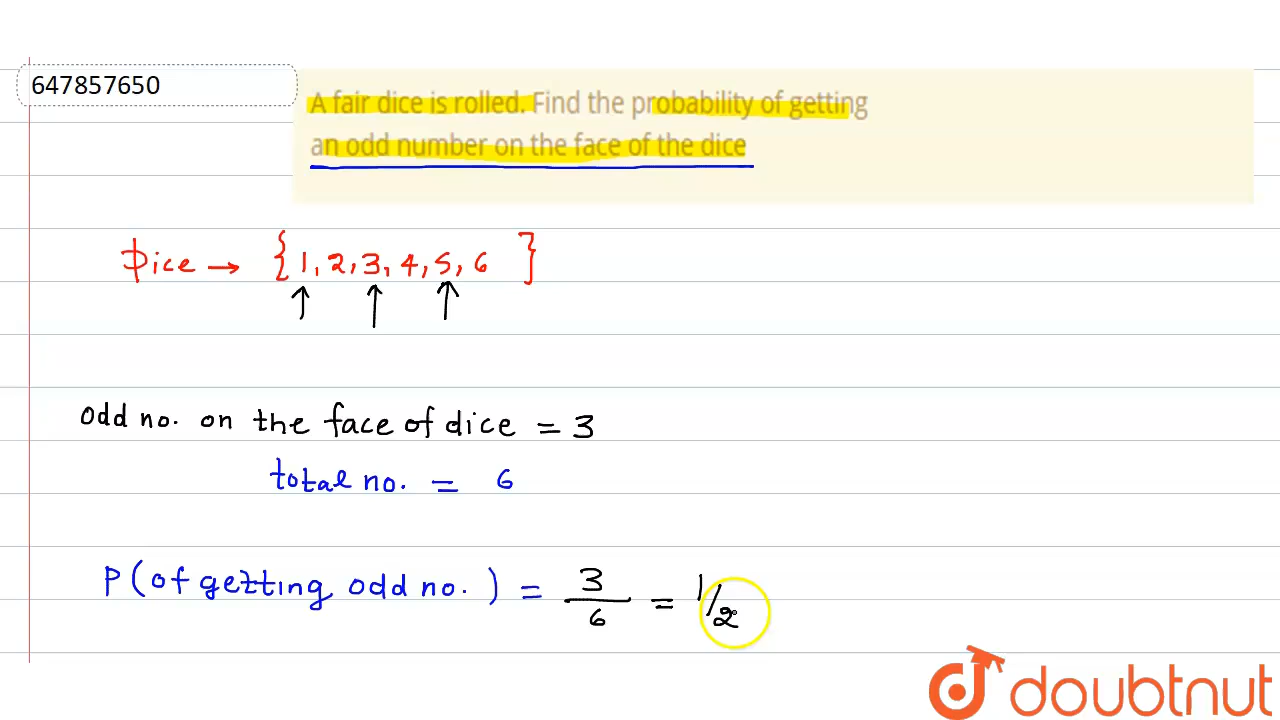 647857650
A fair dice is rolled. Find the probability of getting
an odd number on the face of the dice
Dice → {1, 2, 3, 4, 5, 6 }
odd no. on the face of dice = 3
total no. = 6
P (of getting odd no. ) = 3/6 = 1/2
doubtnut